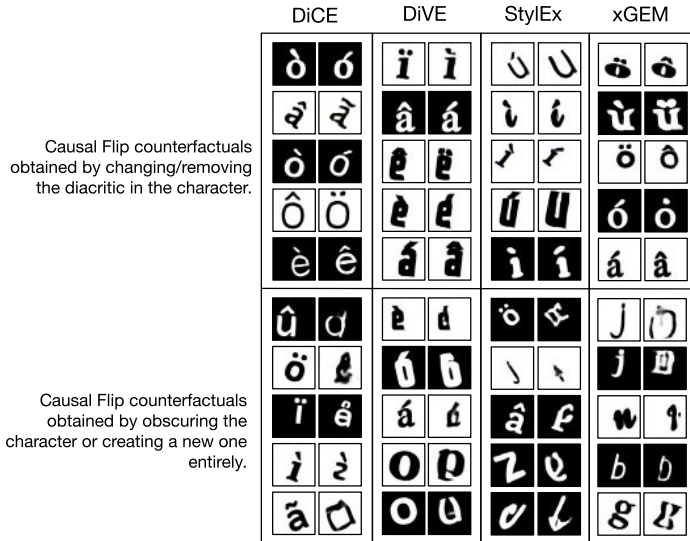 DiCE DiVE StylEx xGEM
Causal Flip counterfactuals
obtained by changing/removing
the diacritic in the character.
ò ó ï ì ù U ö ô
â à â á ì í ù ü
ò ó ê ë ì r ö ô
Ô Ö è é Ú U ó ȯ
è ê á â i í á â
Causal Flip counterfactuals
obtained by obscuring the
character or creating a new one
entirely.
û è ö j
ö ó j
ï á â n
ì o z b b
ã o g